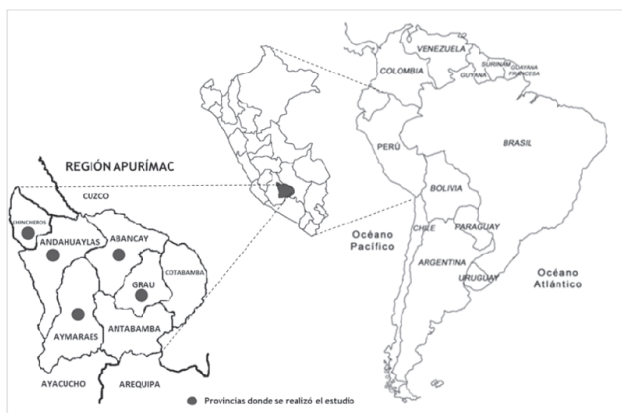 REGIÓN APURÍMAC
CUZCO
CHINCHEROS
ANDAHUAYLAS
ABANCAY
COTABAMBA
GRAU
AYMARAES
ANTABAMBA
AYACUCHO
AREQUIPA
Provincias donde se realizó el estudio
VENEZUELA
COLOMBIA
GUYANA
SURINAM
GUAYANA
FRANCESA
PERÚ
BRASIL
BOLIVIA
Océano
Pacífico
CHILE
PARAGUAY
ARGENTINA
URUGUAY
Océano
Atlántico